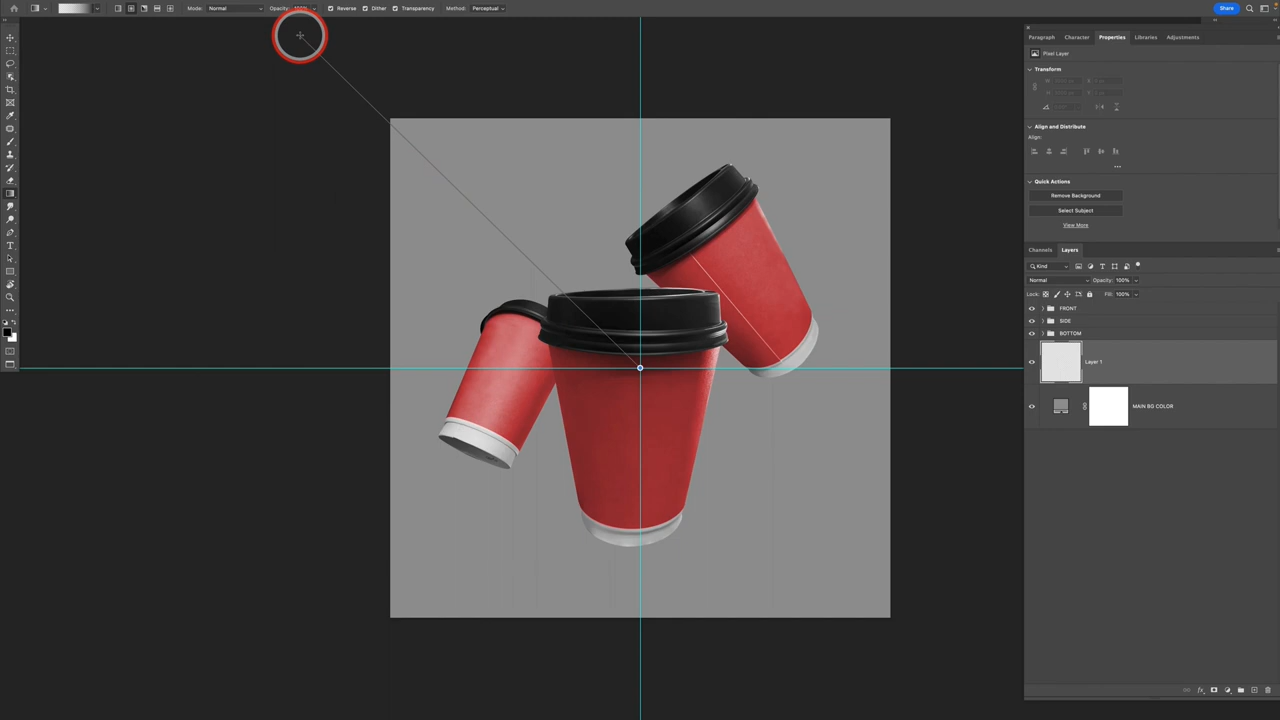 Mode: Normal Opacity: Reverse Dither Transparency Method: Perceptual Share
Paragraph Character Properties Libraries Adjustments
Pixel Layer
Transform
Align and Distribute
Align:
Quick Actions
Remove Background
Select Subject
View More
Channels Layers
Kind
Normal Opacity: 100%
Lock: Fill: 100%
FRONT
SIDE
BOTTOM
Layer 1
MAIN BG COLOR